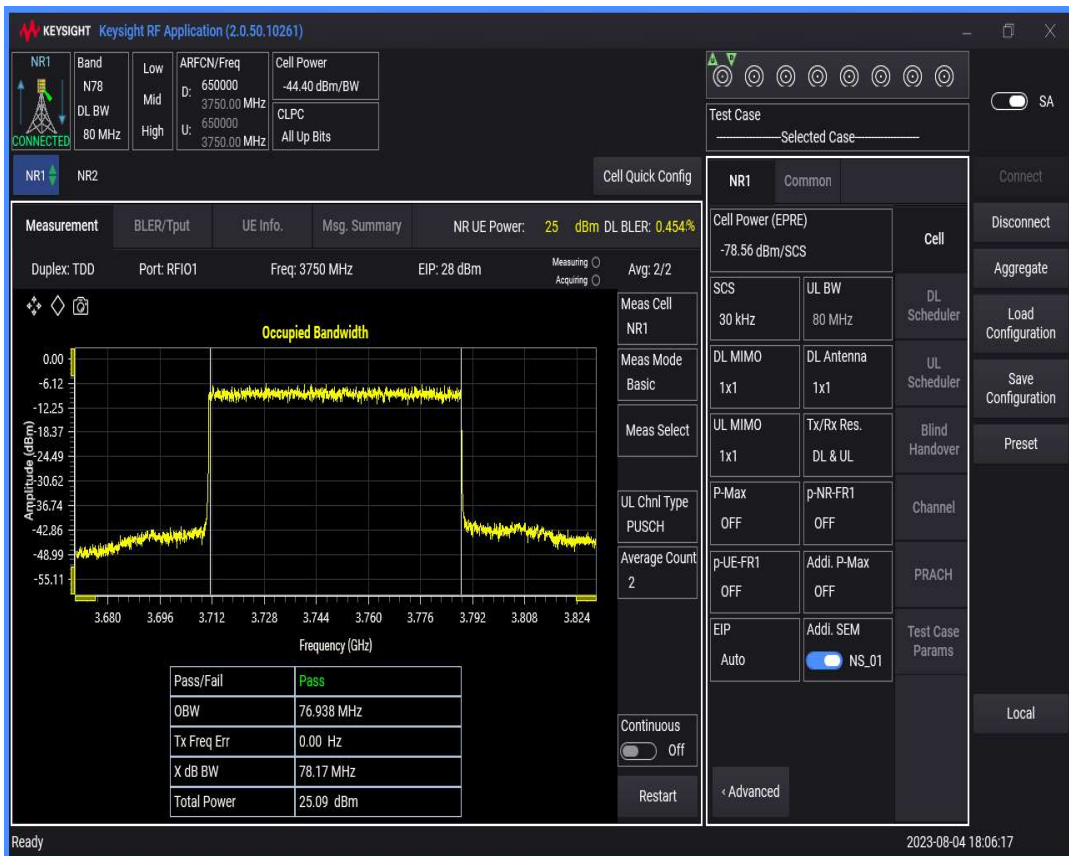 KEYSIGHT Keysight RF Application (2.0.50.10261)
NR1
CONNECTED
Band
N78
DL BW
80 MHz
Low
Mid
High
ARFCN/Freq
D: 650000
3750.00 MHz
U: 650000
3750.00 MHz
Cell Power
-44.40 dBm/BW
CLPC
All Up Bits
Test Case
Selected Case
SA
NR1 NR2 Cell Quick Config
Measurement BLER/Tput UE Info. Msg. Summary NR UE Power: 25 dBm DL BLER: 0.454%
Duplex: TDD Port: RFIO1 Freq: 3750 MHz EIP: 28 dBm Measuring Avg: 2/2
Acquiring
Occupied Bandwidth
Amplitude (dBm)
0.00
-6.12
-12.25
-18.37
-24.49
-30.62
-36.74
-42.86
-48.99
-55.11
3.680 3.696 3.712 3.728 3.744 3.760 3.776 3.792 3.808 3.824
Frequency (GHz)
Pass/Fail Pass
OBW 76.938 MHz
Tx Freq Err 0.00 Hz
X dB BW 78.17 MHz
Total Power 25.09 dBm
Meas Cell
NR1
Meas Mode
Basic
Meas Select
UL Chnl Type
PUSCH
Average Count
2
Continuous
Off
Restart
NR1 Common
Cell Power (EPRE)
-78.56 dBm/SCS
SCS
30 kHz
UL BW
80 MHz
DL MIMO
1x1
DL Antenna
1x1
UL MIMO
1x1
Tx/Rx Res.
DL & UL
P-Max
OFF
p-NR-FR1
OFF
p-UE-FR1
OFF
Addi. P-Max
OFF
EIP
Auto
Addi. SEM
NS_01
‹ Advanced
Cell
DL
Scheduler
UL
Scheduler
Blind
Handover
Channel
PRACH
Test Case
Params
Connect
Disconnect
Aggregate
Load
Configuration
Save
Configuration
Preset
Local
Ready
2023-08-04 18:06:17